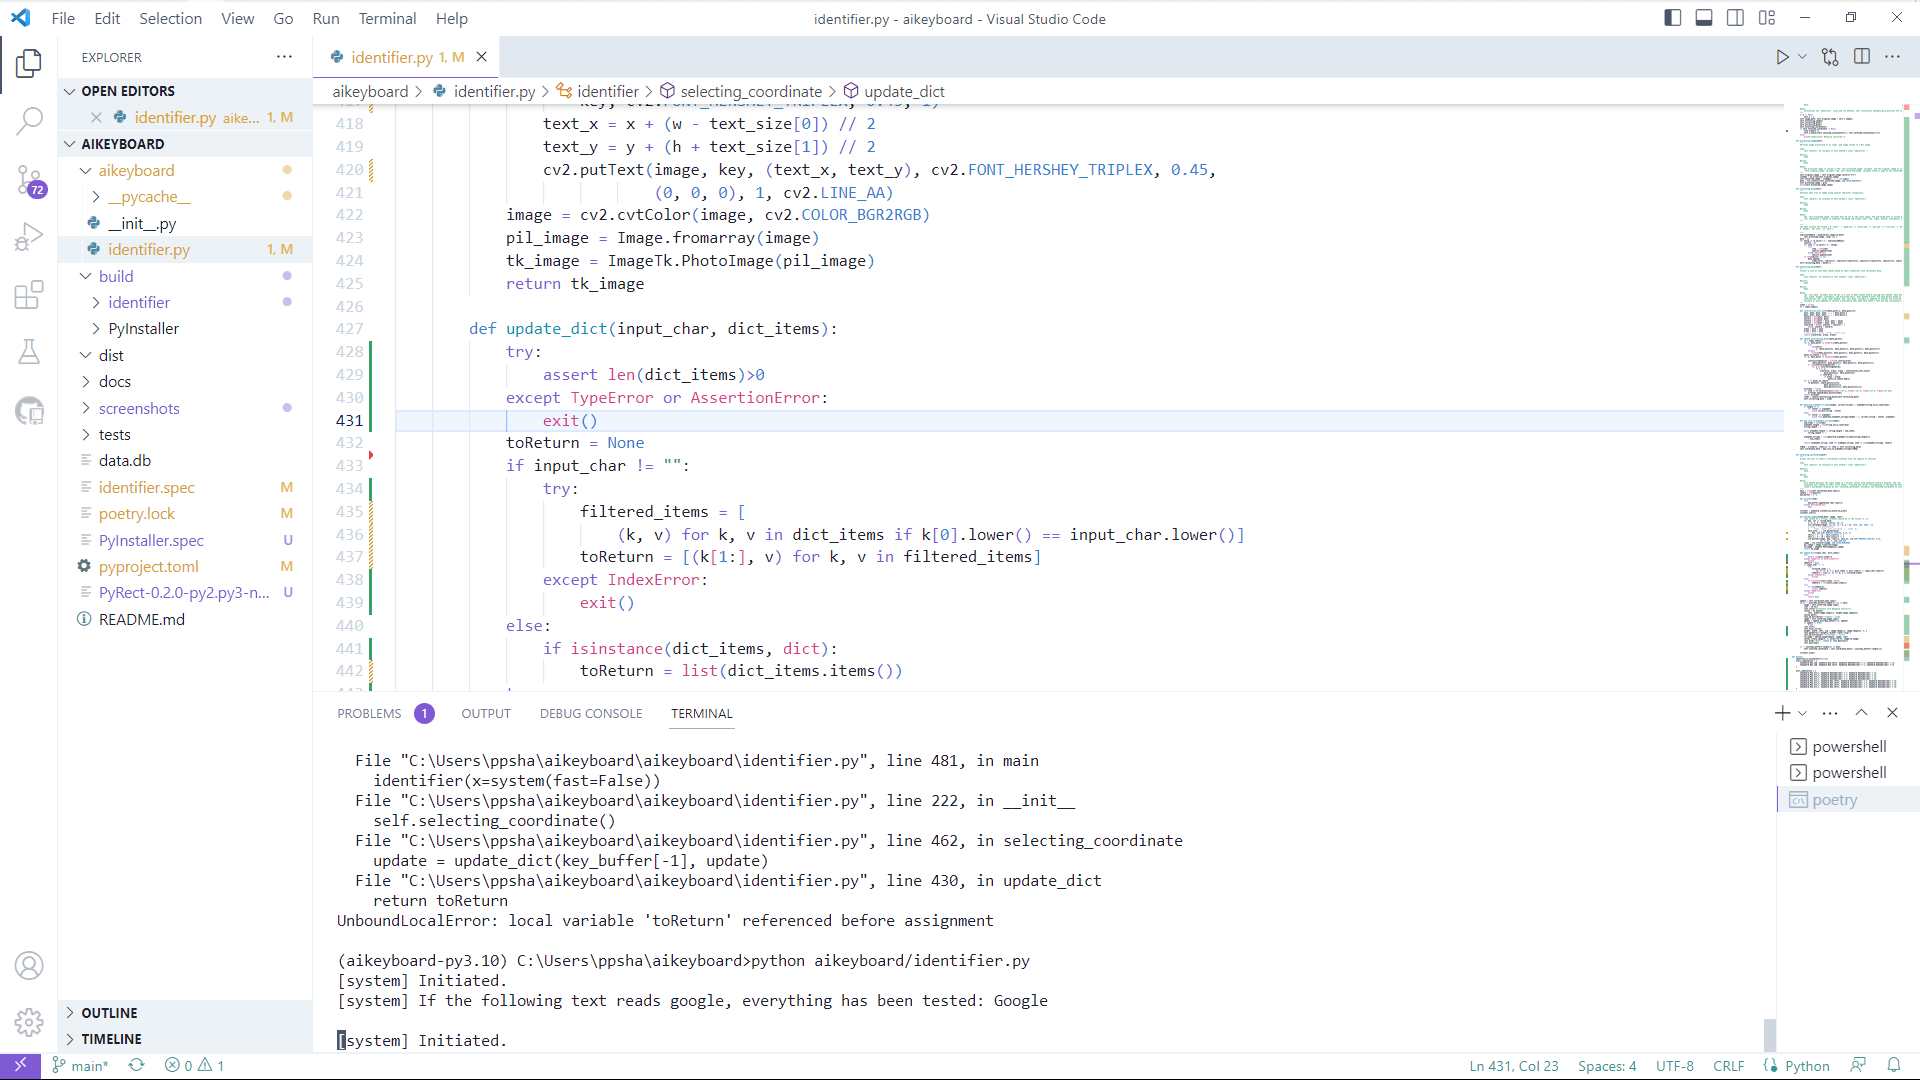 File Edit Selection View Go Run Terminal Help
identifier.py - aikeyboard - Visual Studio Code
EXPLORER
OPEN EDITORS
identifier.py aike... 1, M
AIKEYBOARD
aikeyboard
__pycache__
__init__.py
identifier.py 1, M
build
identifier
PyInstaller
dist
docs
screenshots
tests
data.db
identifier.spec M
poetry.lock M
PyInstaller.spec U
pyproject.toml M
PyRect-0.2.0-py2.py3-n... U
README.md
OUTLINE
TIMELINE
72
identifier.py 1, M
aikeyboard > identifier.py > identifier > selecting_coordinate > update_dict
418 text_x = x + (w - text_size[0]) // 2
419 text_y = y + (h + text_size[1]) // 2
420 cv2.putText(image, key, (text_x, text_y), cv2.FONT_HERSHEY_TRIPLEX, 0.45,
421 (0, 0, 0), 1, cv2.LINE_AA)
422 image = cv2.cvtColor(image, cv2.COLOR_BGR2RGB)
423 pil_image = Image.fromarray(image)
424 tk_image = ImageTk.PhotoImage(pil_image)
425 return tk_image
426
427 def update_dict(input_char, dict_items):
428 try:
429 assert len(dict_items)>0
430 except TypeError or AssertionError:
431 exit()
432 toReturn = None
433 if input_char != "":
434 try:
435 filtered_items = [
436 (k, v) for k, v in dict_items if k[0].lower() == input_char.lower()]
437 toReturn = [(k[1:], v) for k, v in filtered_items]
438 except IndexError:
439 exit()
440 else:
441 if isinstance(dict_items, dict):
442 toReturn = list(dict_items.items())
PROBLEMS 1 OUTPUT DEBUG CONSOLE TERMINAL
File "C:\Users\ppsha\aikeyboard\aikeyboard\identifier.py", line 481, in main
identifier(x=system(fast=False))
File "C:\Users\ppsha\aikeyboard\aikeyboard\identifier.py", line 222, in __init__
self.selecting_coordinate()
File "C:\Users\ppsha\aikeyboard\aikeyboard\identifier.py", line 462, in selecting_coordinate
update = update_dict(key_buffer[-1], update)
File "C:\Users\ppsha\aikeyboard\aikeyboard\identifier.py", line 430, in update_dict
return toReturn
UnboundLocalError: local variable 'toReturn' referenced before assignment
(aikeyboard-py3.10) C:\Users\ppsha\aikeyboard>python aikeyboard/identifier.py
[system] Initiated.
[system] If the following text reads google, everything has been tested: Google
[system] Initiated.
powershell
powershell
poetry
main* 0 1
Ln 431, Col 23 Spaces: 4 UTF-8 CRLF Python